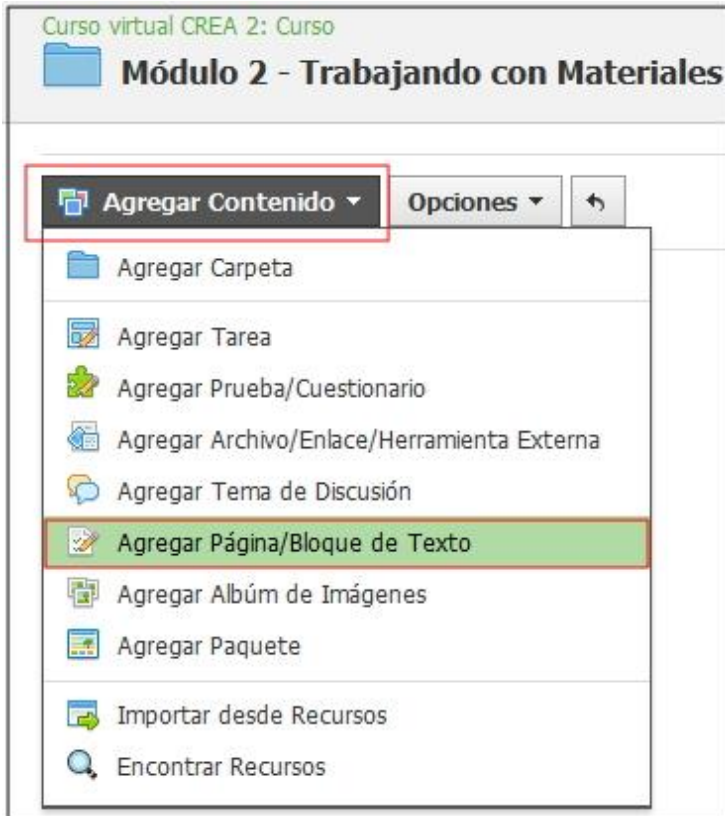 Curso virtual CREA 2: Curso
Módulo 2 - Trabajando con Materiales
Agregar Contenido Opciones
Agregar Carpeta
Agregar Tarea
Agregar Prueba/Cuestionario
Agregar Archivo/Enlace/Herramienta Externa
Agregar Tema de Discusión
Agregar Página/Bloque de Texto
Agregar Albúm de Imágenes
Agregar Paquete
Importar desde Recursos
Encontrar Recursos